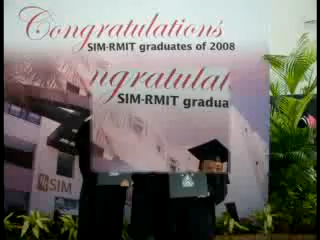 Congratulations
SIM-RMIT graduates of 2008
ngratulat
SIM-RMIT gradua
SIM